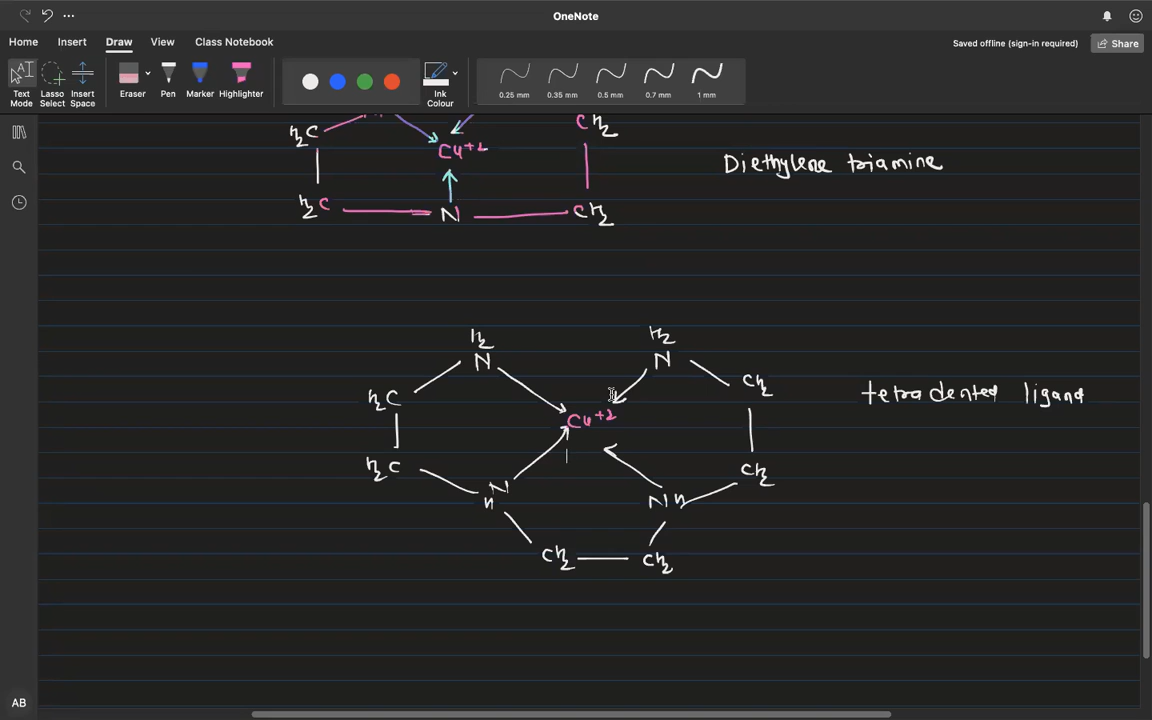 OneNote
Home Insert Draw View Class Notebook
Saved offline (sign-in required) Share
Text Mode
Lasso Select
Insert Space
Eraser
Pen
Marker
Highlighter
Ink Colour
0.25 mm 0.35 mm 0.5 mm 0.7 mm 1 mm
H2C CH2
Cu+2
Diethylene triamine
H2C N CH2
H2 H2
N N
H2C CH2
tetradented ligand
Cu+2
H2C CH2
N NH
H
CH2 CH2
AB